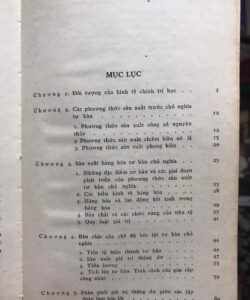 MỤC LỤC
Chương 1. Đối tượng của kinh tế chính trị học 3
Chương 2. Các phương thức sản xuất trước chủ nghĩa
tư bản 12
1. Phương thức sản xuất công xã nguyên
thủy
2. Phương thức sản xuất chiếm hữu nô lệ
3. Phương thức sản xuất phong kiến
Chương 3. Sản xuất hàng hóa tư bản chủ nghĩa
1. Những đặc điểm cơ bản và các giai đoạn
phát triển của phương thức sản xuất
tư bản chủ nghĩa
2. Các kiểu kinh tế hàng hóa
3. Hàng hóa và lao động kết tinh trong
hàng hóa
4. Bản chất và các chức năng của tiền tệ
5. Quy luật giá trị 41
Chương 4. Bản chất của chế độ bóc lột tư bản chủ
nghĩa
1. Tiền tệ biến thành tư bản
2. Sản xuất giá trị thặng dư
3. Tiền lương
4. Tích lũy tư bản. Tình cảnh của giai cấp
công nhân
Chương 5. Phân phối giá trị thặng dư giữa các tập